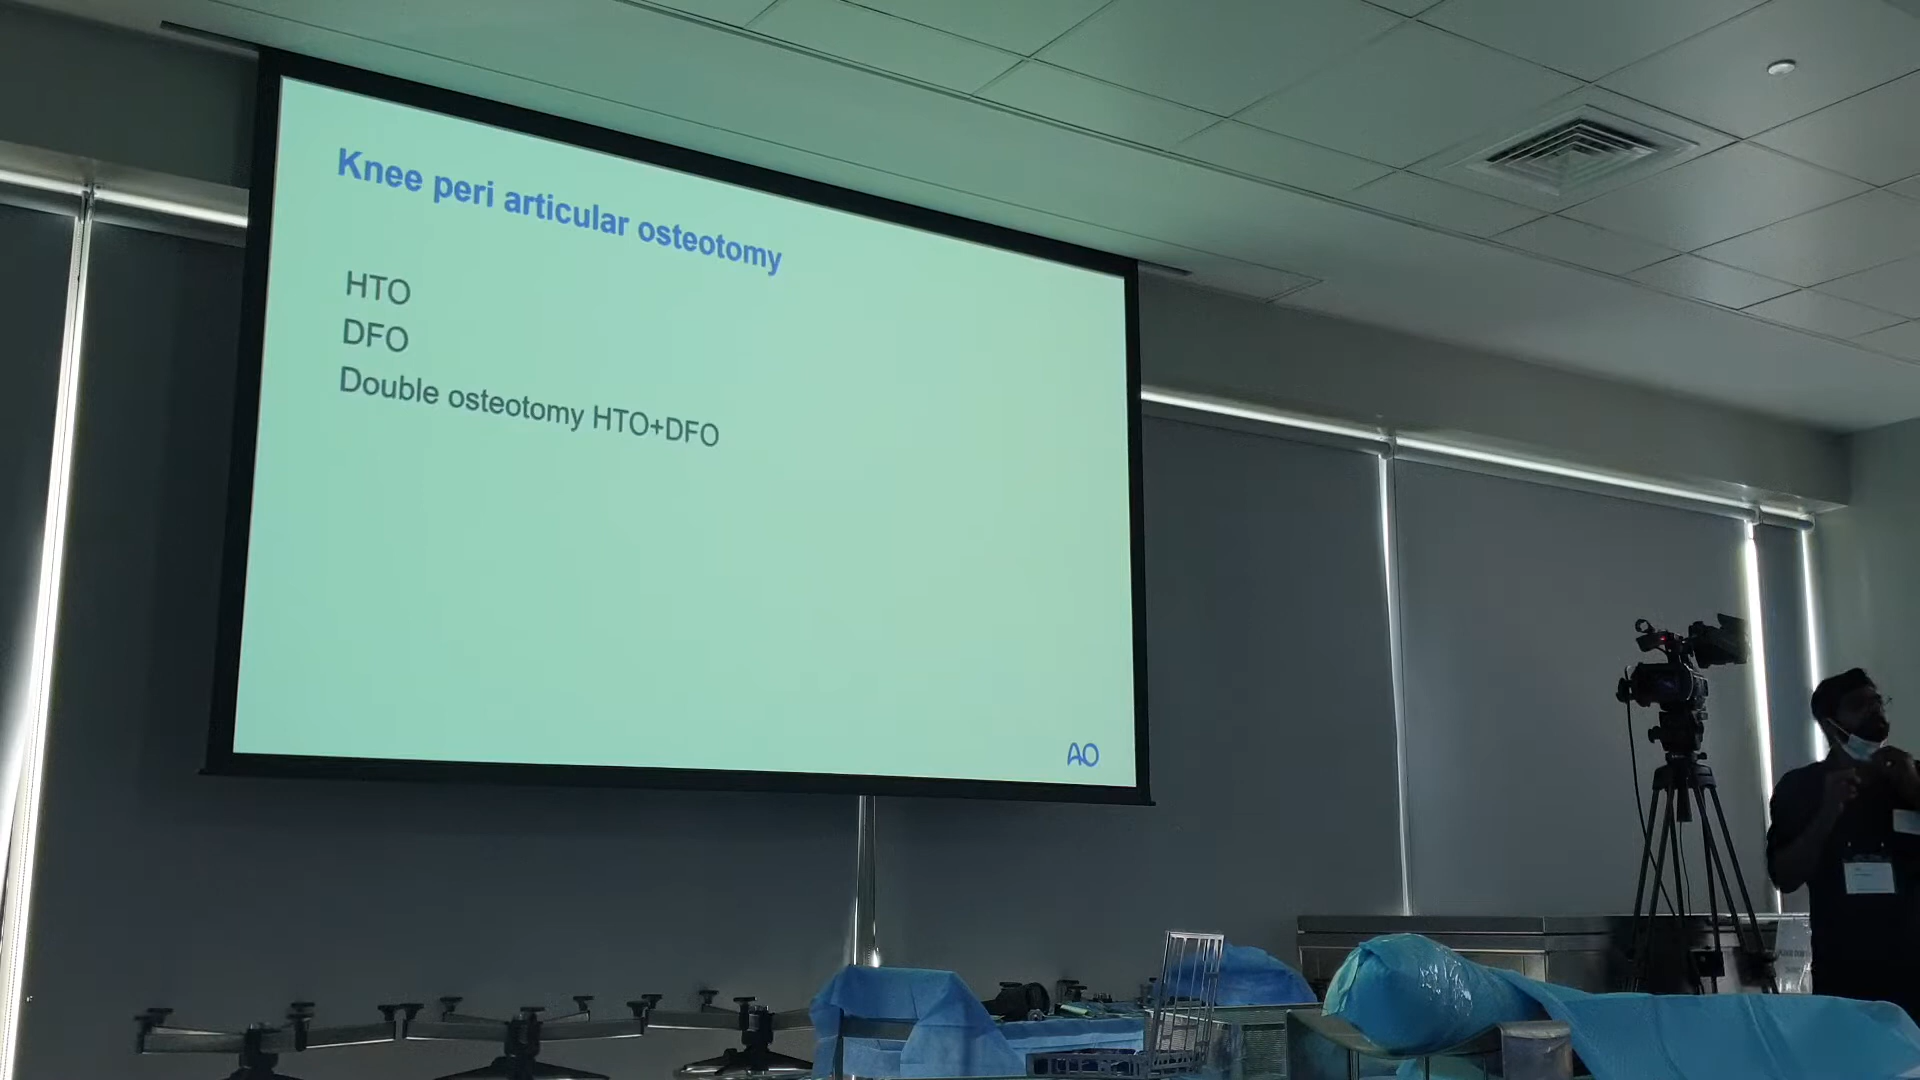 Knee peri articular osteotomy
HTO
DFO
Double osteotomy HTO+DFO
AO